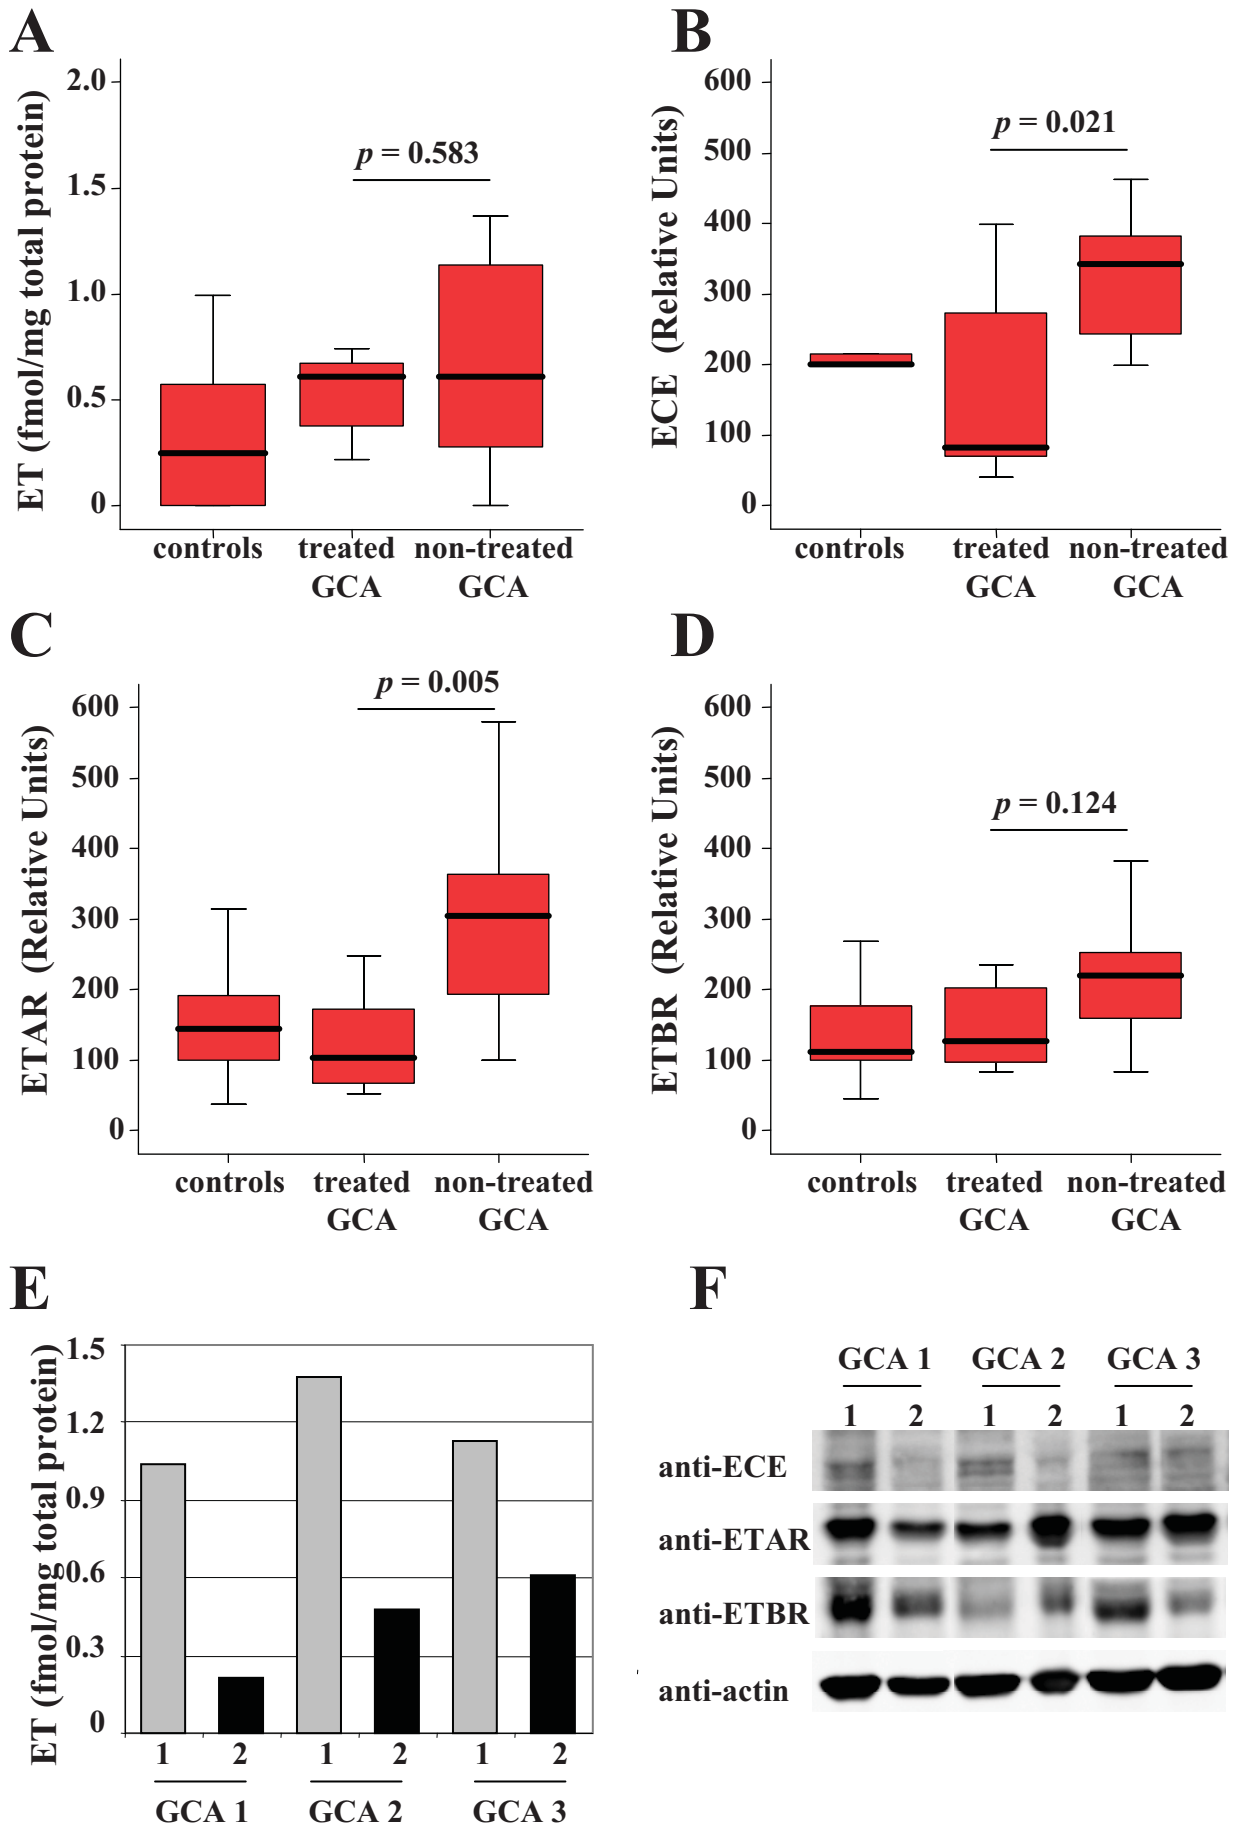 A
ET (fmol/mg total protein)
2.0
1.5
1.0
0.5
0
p = 0.583
controls
treated
GCA
non-treated
GCA
B
ECE (Relative Units)
600
500
400
300
200
100
0
p = 0.021
controls
treated
GCA
non-treated
GCA
C
ETAR (Relative Units)
600
500
400
300
200
100
0
p = 0.005
controls
treated
GCA
non-treated
GCA
D
ETBR (Relative Units)
600
500
400
300
200
100
0
p = 0.124
controls
treated
GCA
non-treated
GCA
E
ET (fmol/mg total protein)
1.5
1.2
0.9
0.6
0.3
0
1 2 1 2 1 2
GCA 1 GCA 2 GCA 3
F
GCA 1 GCA 2 GCA 3
1 2 1 2 1 2
anti-ECE
anti-ETAR
anti-ETBR
anti-actin